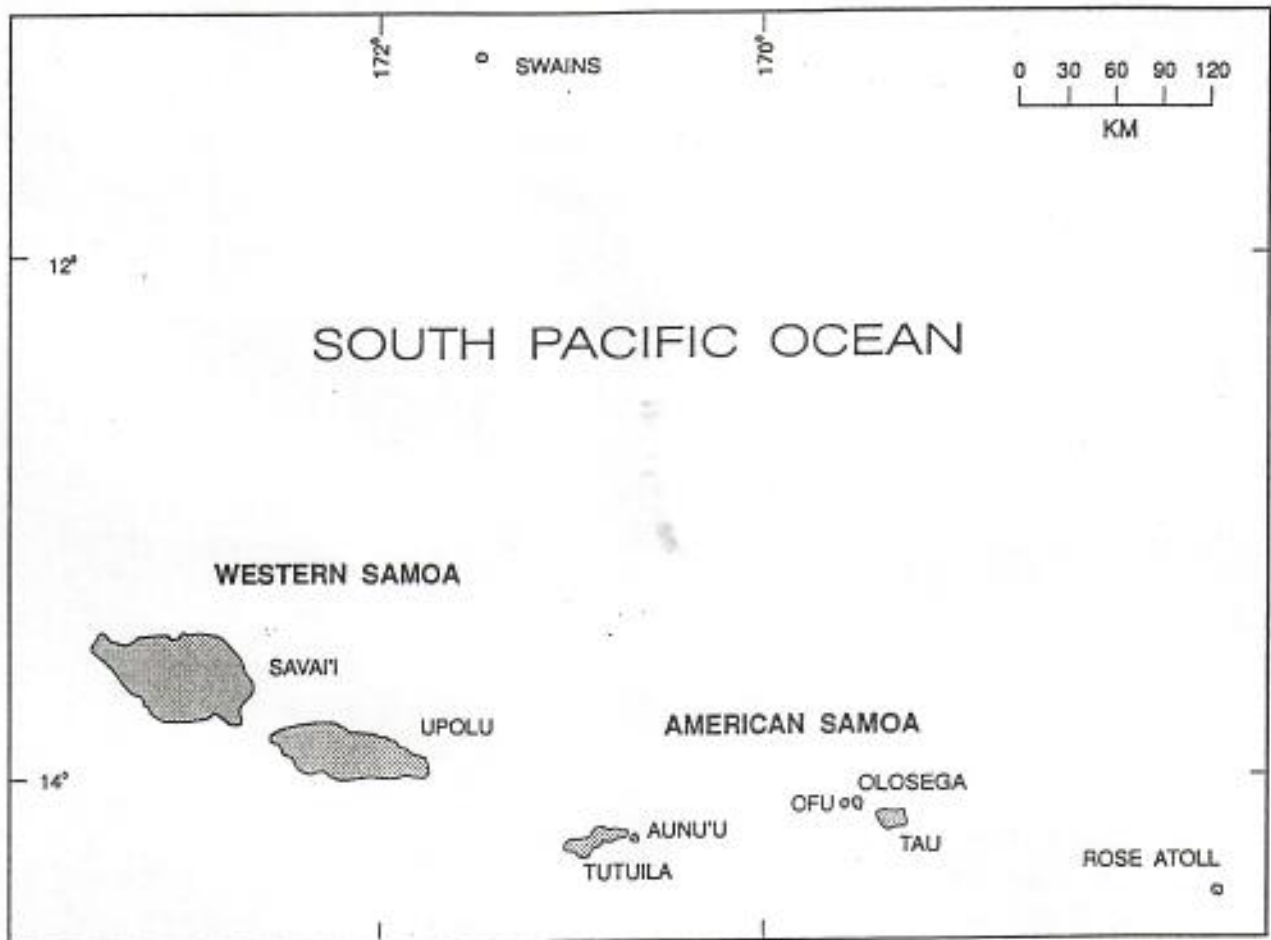 172°
SWAINS
170°
0 30 60 90 120
KM
12°
SOUTH PACIFIC OCEAN
WESTERN SAMOA
SAVAI'I
UPOLU
AMERICAN SAMOA
14°
OLOSEGA
OFU
AUNU'U
TAU
TUTUILA
ROSE ATOLL